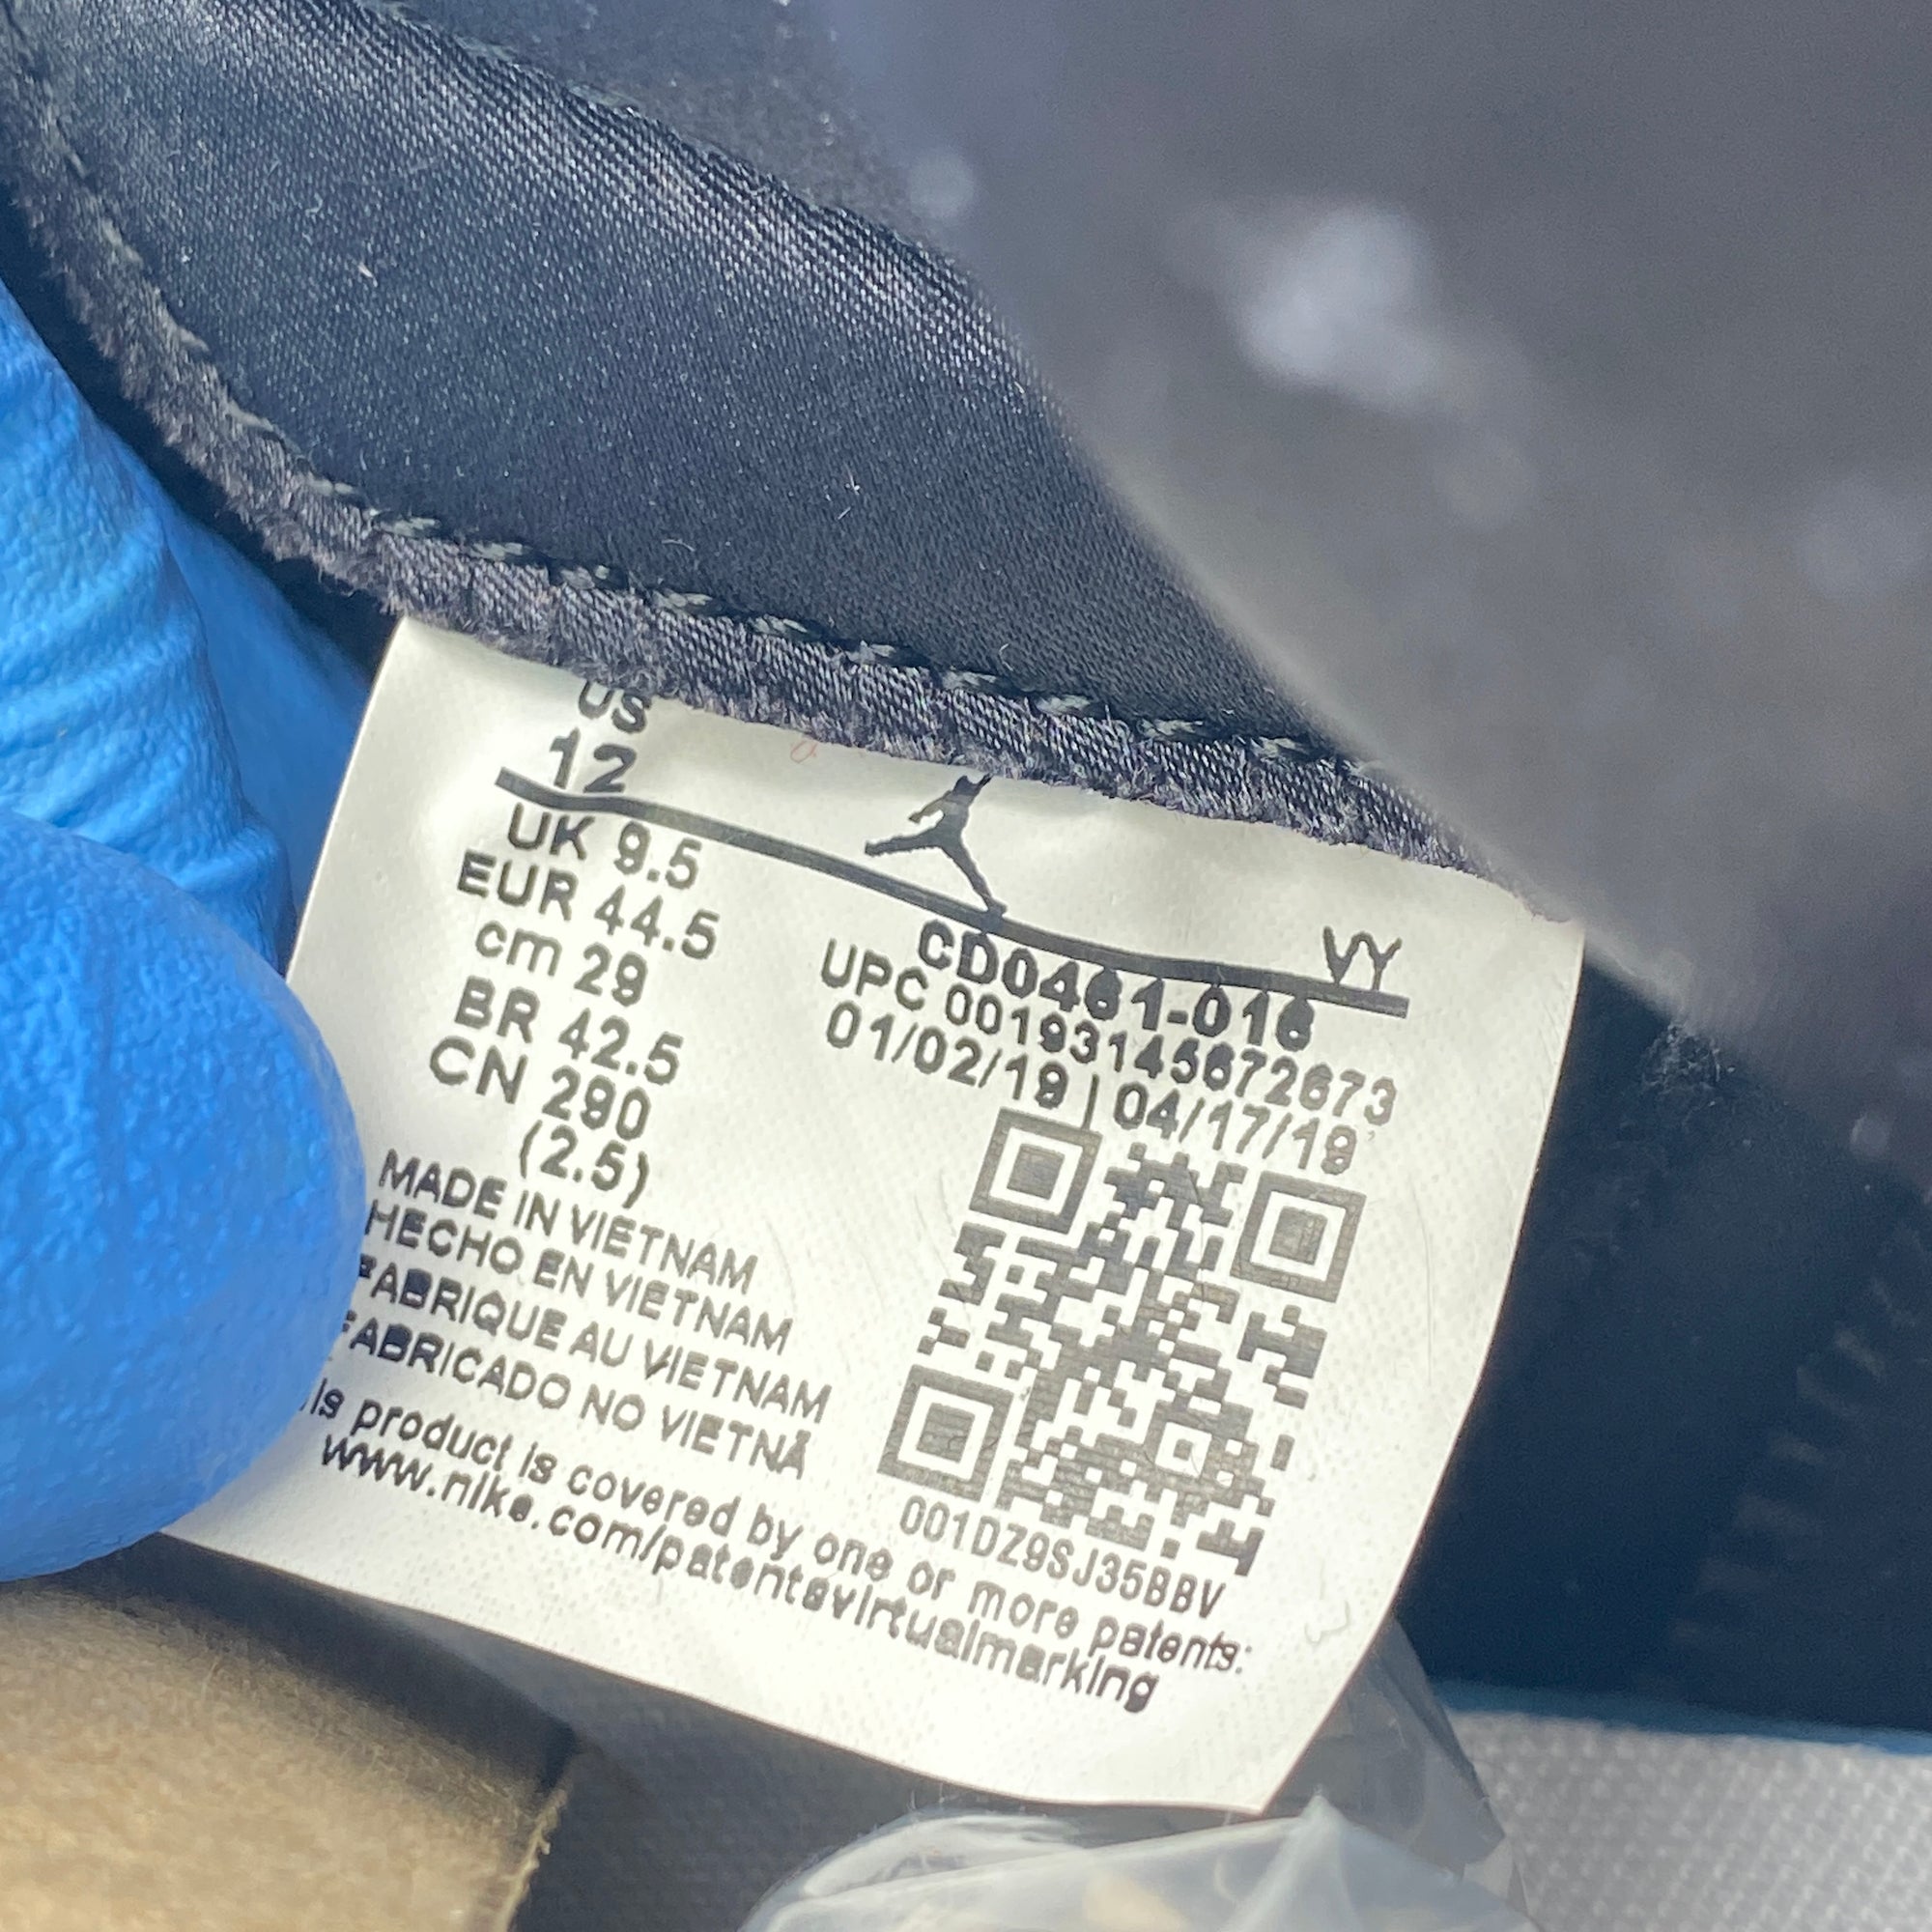 US
12
UK 9.5
EUR 44.5
cm 29
BR 42.5
CN 290
(2.5)
VY
CD0461-016
UPC 00193145672673
01/02/19 | 04/17/19
MADE IN VIETNAM
HECHO EN VIETNAM
FABRIQUE AU VIETNAM
FABRICADO NO VIETNÃ
001DZ9SJ35BBV
is product is covered by one or more patents:
www.nike.com/patentsvirtualmarking